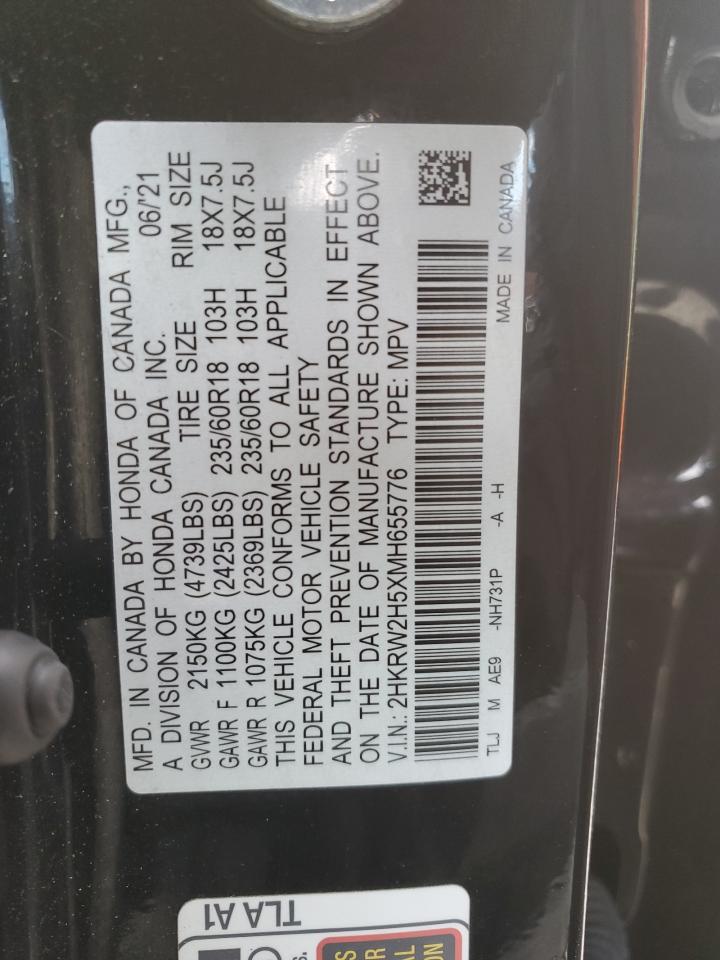 MFD. IN CANADA BY HONDA OF CANADA MFG.,
A DIVISION OF HONDA CANADA INC. 06/'21
GVWR 2150KG (4739LBS) TIRE SIZE RIM SIZE
GAWR F 1100KG (2425LBS) 235/60R18 103H 18X7.5J
GAWR R 1075KG (2369LBS) 235/60R18 103H 18X7.5J
THIS VEHICLE CONFORMS TO ALL APPLICABLE
FEDERAL MOTOR VEHICLE SAFETY
AND THEFT PREVENTION STANDARDS IN EFFECT
ON THE DATE OF MANUFACTURE SHOWN ABOVE.
V.I.N.: 2HKRW2H5XMH655776 TYPE: MPV
TLJ M AE9 -NH731P -A -H MADE IN CANADA
TLA A1